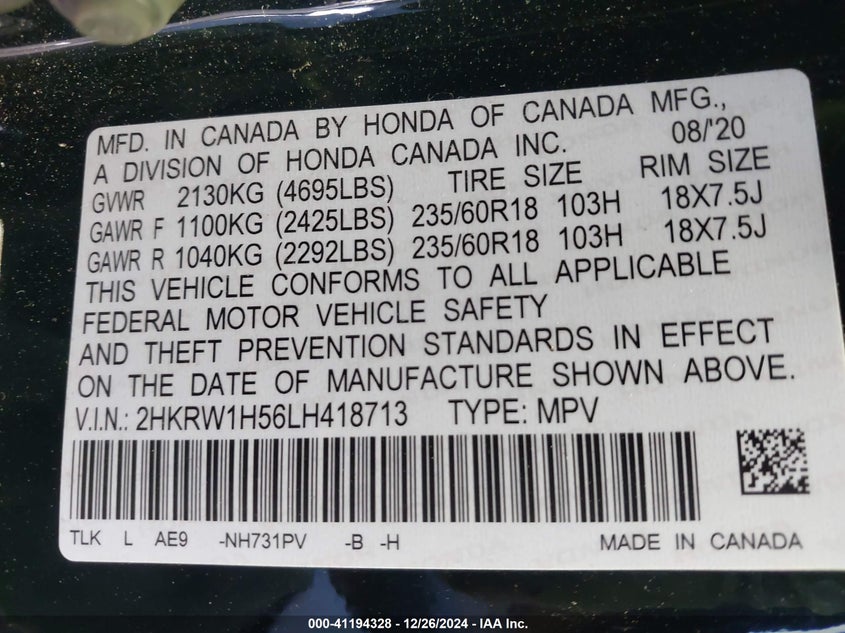 MFD. IN CANADA BY HONDA OF CANADA MFG.,
A DIVISION OF HONDA CANADA INC. 08/'20
GVWR 2130KG (4695LBS) TIRE SIZE RIM SIZE
GAWR F 1100KG (2425LBS) 235/60R18 103H 18X7.5J
GAWR R 1040KG (2292LBS) 235/60R18 103H 18X7.5J
THIS VEHICLE CONFORMS TO ALL APPLICABLE
FEDERAL MOTOR VEHICLE SAFETY
AND THEFT PREVENTION STANDARDS IN EFFECT
ON THE DATE OF MANUFACTURE SHOWN ABOVE.
V.I.N.: 2HKRW1H56LH418713 TYPE: MPV
TLK L AE9 -NH731PV -B -H MADE IN CANADA
000-41194328 - 12/26/2024 - IAA Inc.